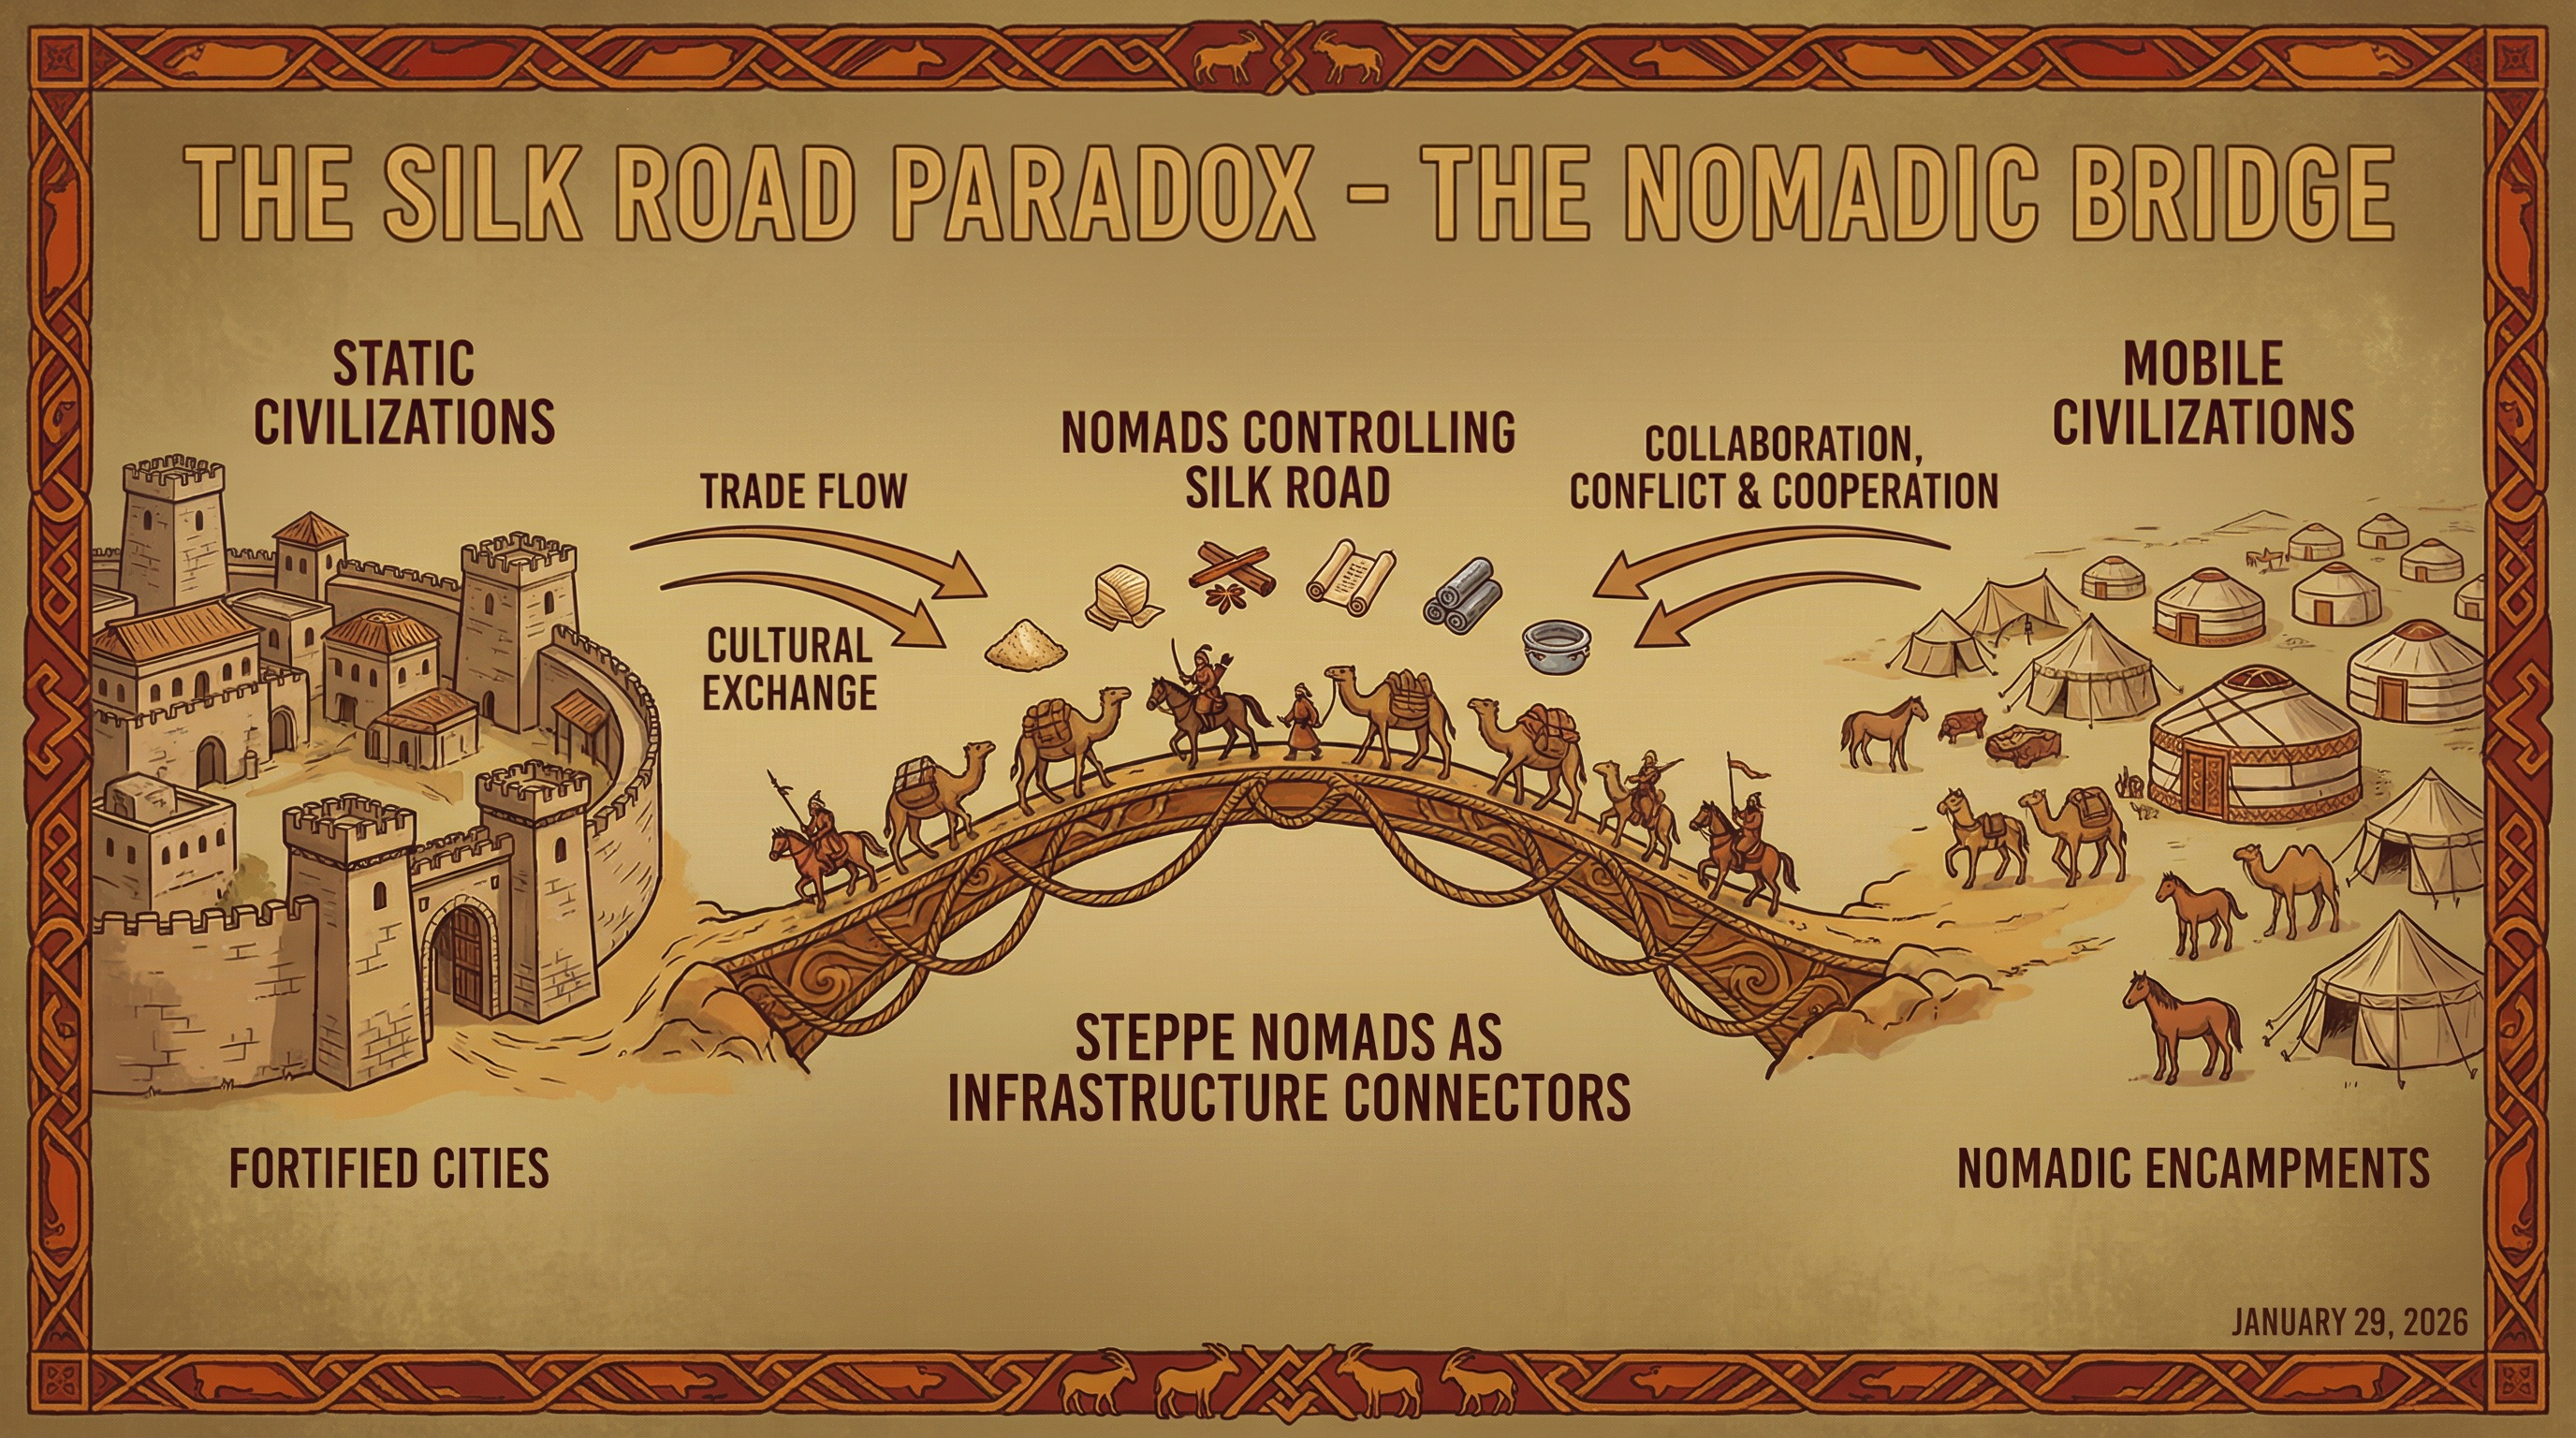 THE SILK ROAD PARADOX - THE NOMADIC BRIDGE
STATIC
CIVILIZATIONS
TRADE FLOW
CULTURAL
EXCHANGE
NOMADS CONTROLLING
SILK ROAD
COLLABORATION,
CONFLICT & COOPERATION
MOBILE
CIVILIZATIONS
STEPPE NOMADS AS
INFRASTRUCTURE CONNECTORS
FORTIFIED CITIES
NOMADIC ENCAMPMENTS
JANUARY 29, 2026